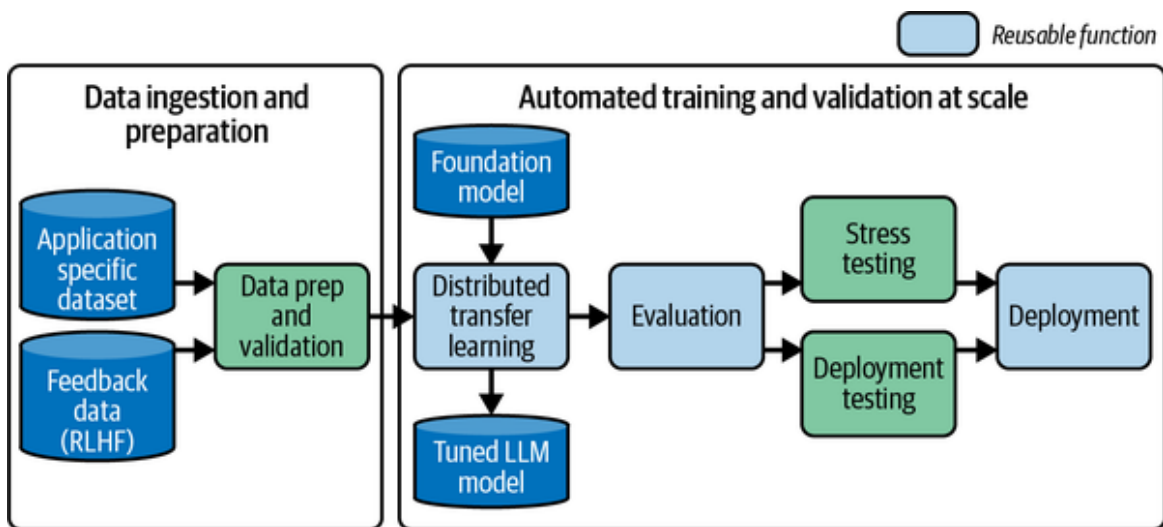 Reusable function
Data ingestion and
preparation
Application
specific
dataset
Feedback
data
(RLHF)
Data prep
and
validation
Automated training and validation at scale
Foundation
model
Distributed
transfer
learning
Tuned LLM
model
Evaluation
Stress
testing
Deployment
testing
Deployment